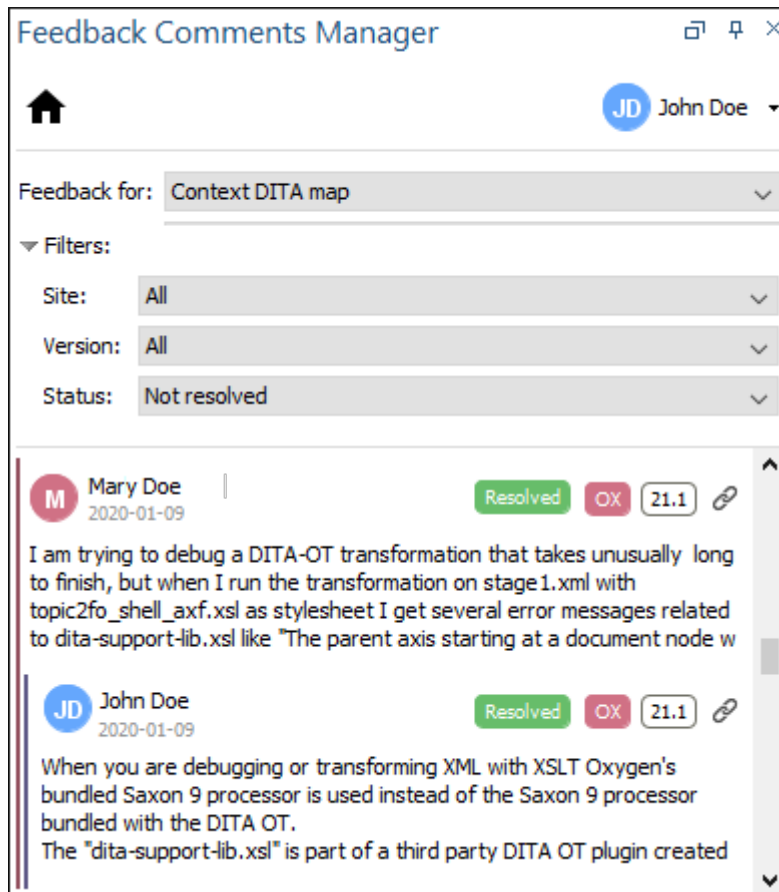 Feedback Comments Manager
JD John Doe
Feedback for: Context DITA map
Filters:
Site: All
Version: All
Status: Not resolved
M Mary Doe Resolved OX 21.1
2020-01-09
I am trying to debug a DITA-OT transformation that takes unusually long
to finish, but when I run the transformation on stage1.xml with
topic2fo_shell_axf.xsl as stylesheet I get several error messages related
to dita-support-lib.xsl like "The parent axis starting at a document node w
JD John Doe Resolved OX 21.1
2020-01-09
When you are debugging or transforming XML with XSLT Oxygen's
bundled Saxon 9 processor is used instead of the Saxon 9 processor
bundled with the DITA OT.
The "dita-support-lib.xsl" is part of a third party DITA OT plugin created